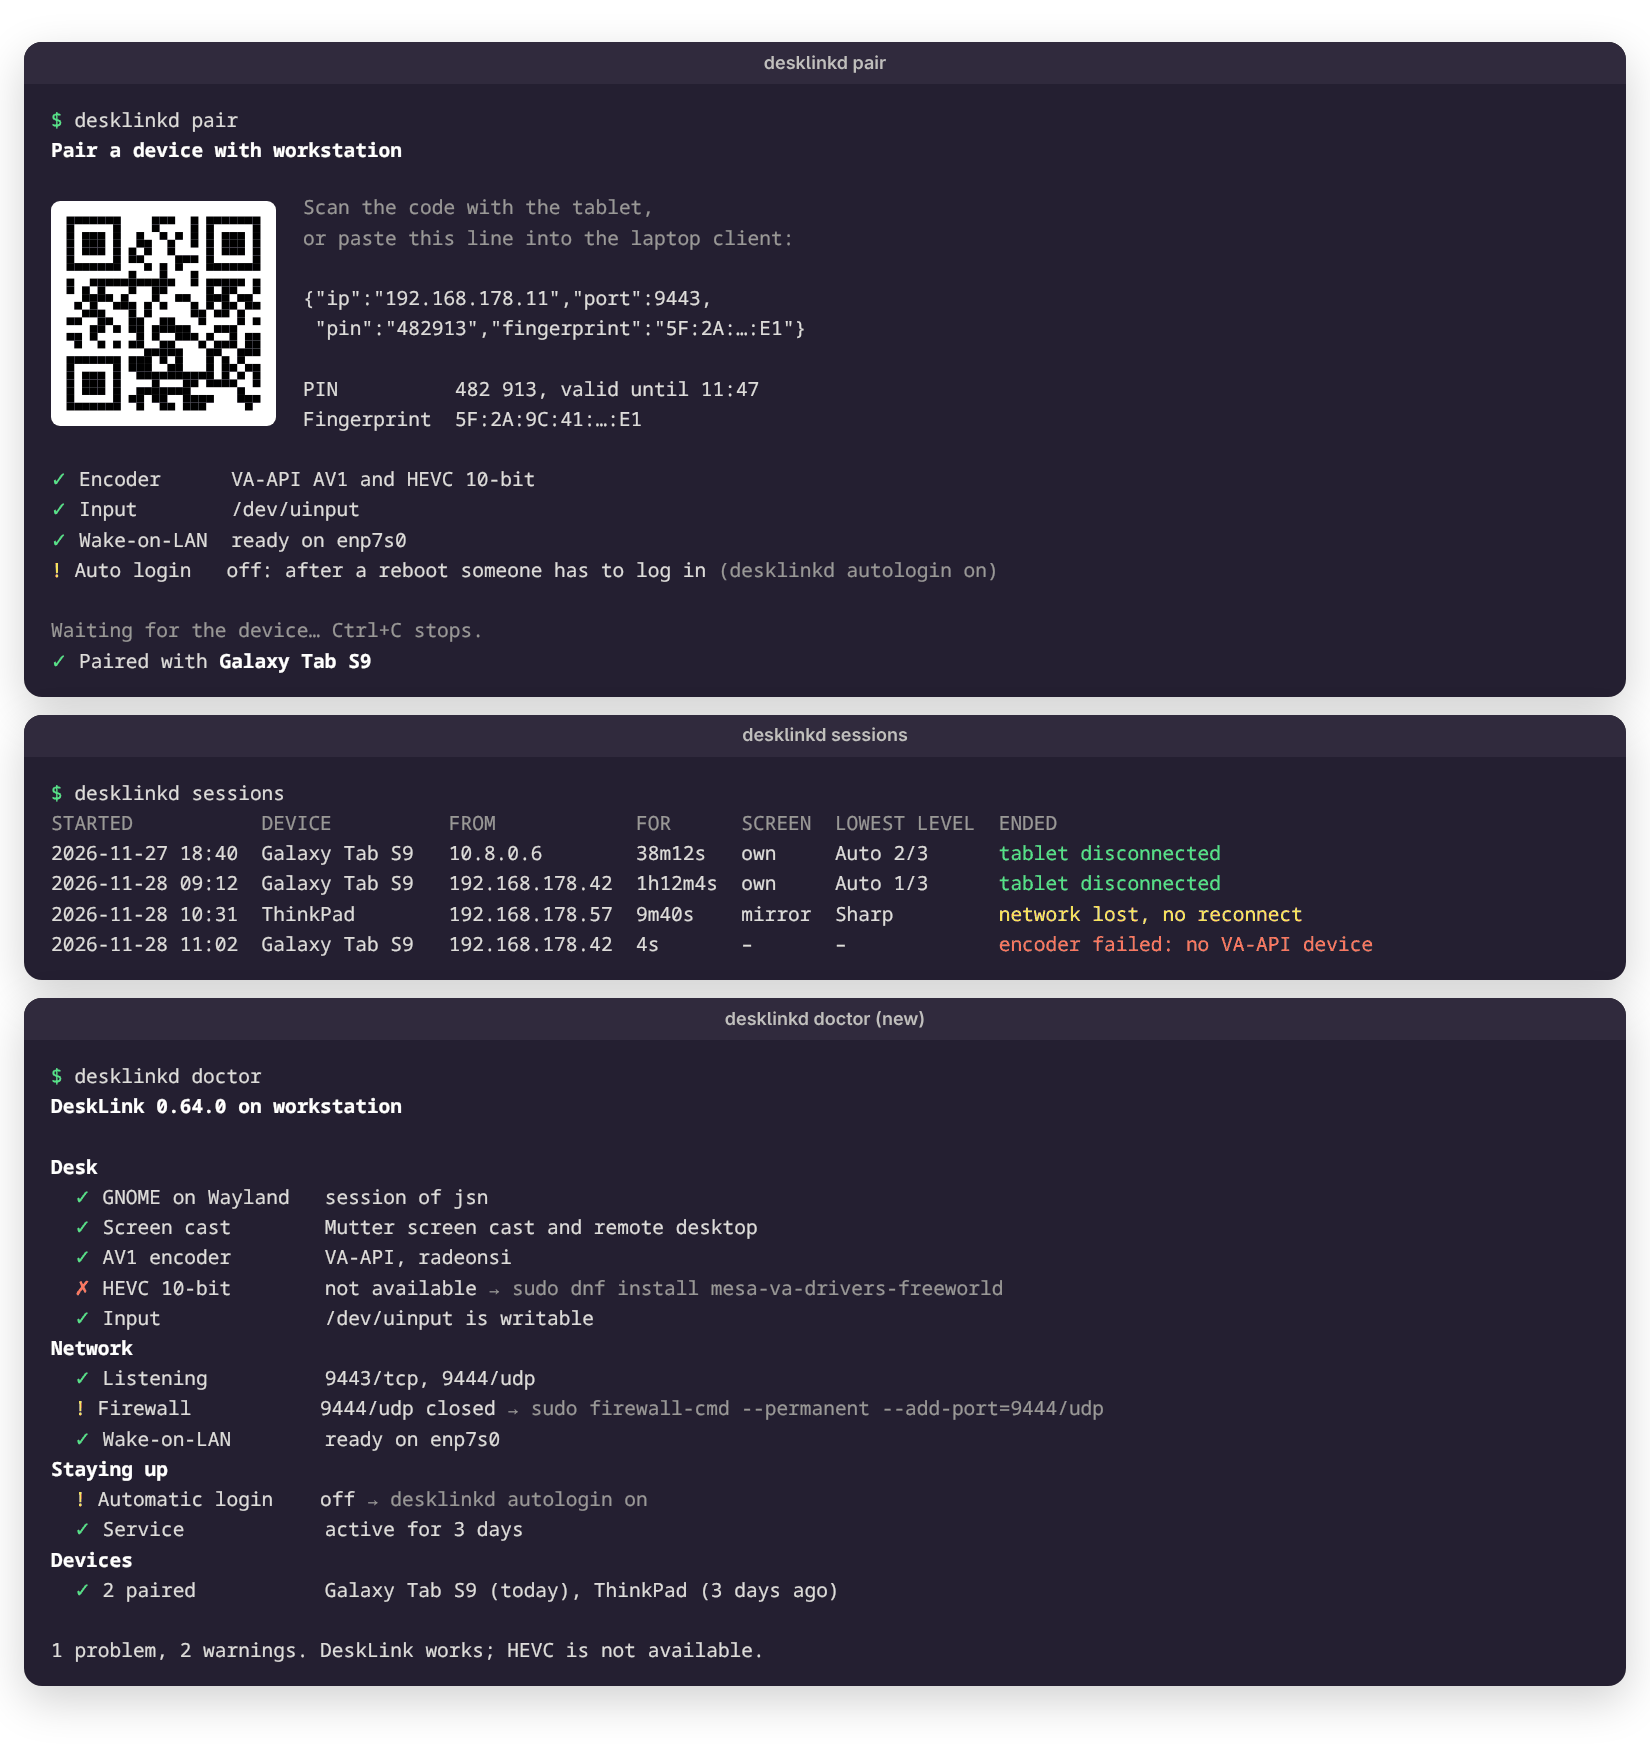 desklinkd pair
$ desklinkd pair
Pair a device with workstation
Scan the code with the tablet,
or paste this line into the laptop client:
{"ip":"192.168.178.11","port":9443,
"pin":"482913","fingerprint":"5F:2A:…:E1"}
PIN 482 913, valid until 11:47
Fingerprint 5F:2A:9C:41:…:E1
✓ Encoder VA-API AV1 and HEVC 10-bit
✓ Input /dev/uinput
✓ Wake-on-LAN ready on enp7s0
! Auto login off: after a reboot someone has to log in (desklinkd autologin on)
Waiting for the device… Ctrl+C stops.
✓ Paired with Galaxy Tab S9
desklinkd sessions
$ desklinkd sessions
STARTED DEVICE FROM FOR SCREEN LOWEST LEVEL ENDED
2026-11-27 18:40 Galaxy Tab S9 10.8.0.6 38m12s own Auto 2/3 tablet disconnected
2026-11-28 09:12 Galaxy Tab S9 192.168.178.42 1h12m4s own Auto 1/3 tablet disconnected
2026-11-28 10:31 ThinkPad 192.168.178.57 9m40s mirror Sharp network lost, no reconnect
2026-11-28 11:02 Galaxy Tab S9 192.168.178.42 4s – – encoder failed: no VA-API device
desklinkd doctor (new)
$ desklinkd doctor
DeskLink 0.64.0 on workstation
Desk
✓ GNOME on Wayland session of jsn
✓ Screen cast Mutter screen cast and remote desktop
✓ AV1 encoder VA-API, radeonsi
✗ HEVC 10-bit not available → sudo dnf install mesa-va-drivers-freeworld
✓ Input /dev/uinput is writable
Network
✓ Listening 9443/tcp, 9444/udp
! Firewall 9444/udp closed → sudo firewall-cmd --permanent --add-port=9444/udp
✓ Wake-on-LAN ready on enp7s0
Staying up
! Automatic login off → desklinkd autologin on
✓ Service active for 3 days
Devices
✓ 2 paired Galaxy Tab S9 (today), ThinkPad (3 days ago)
1 problem, 2 warnings. DeskLink works; HEVC is not available.